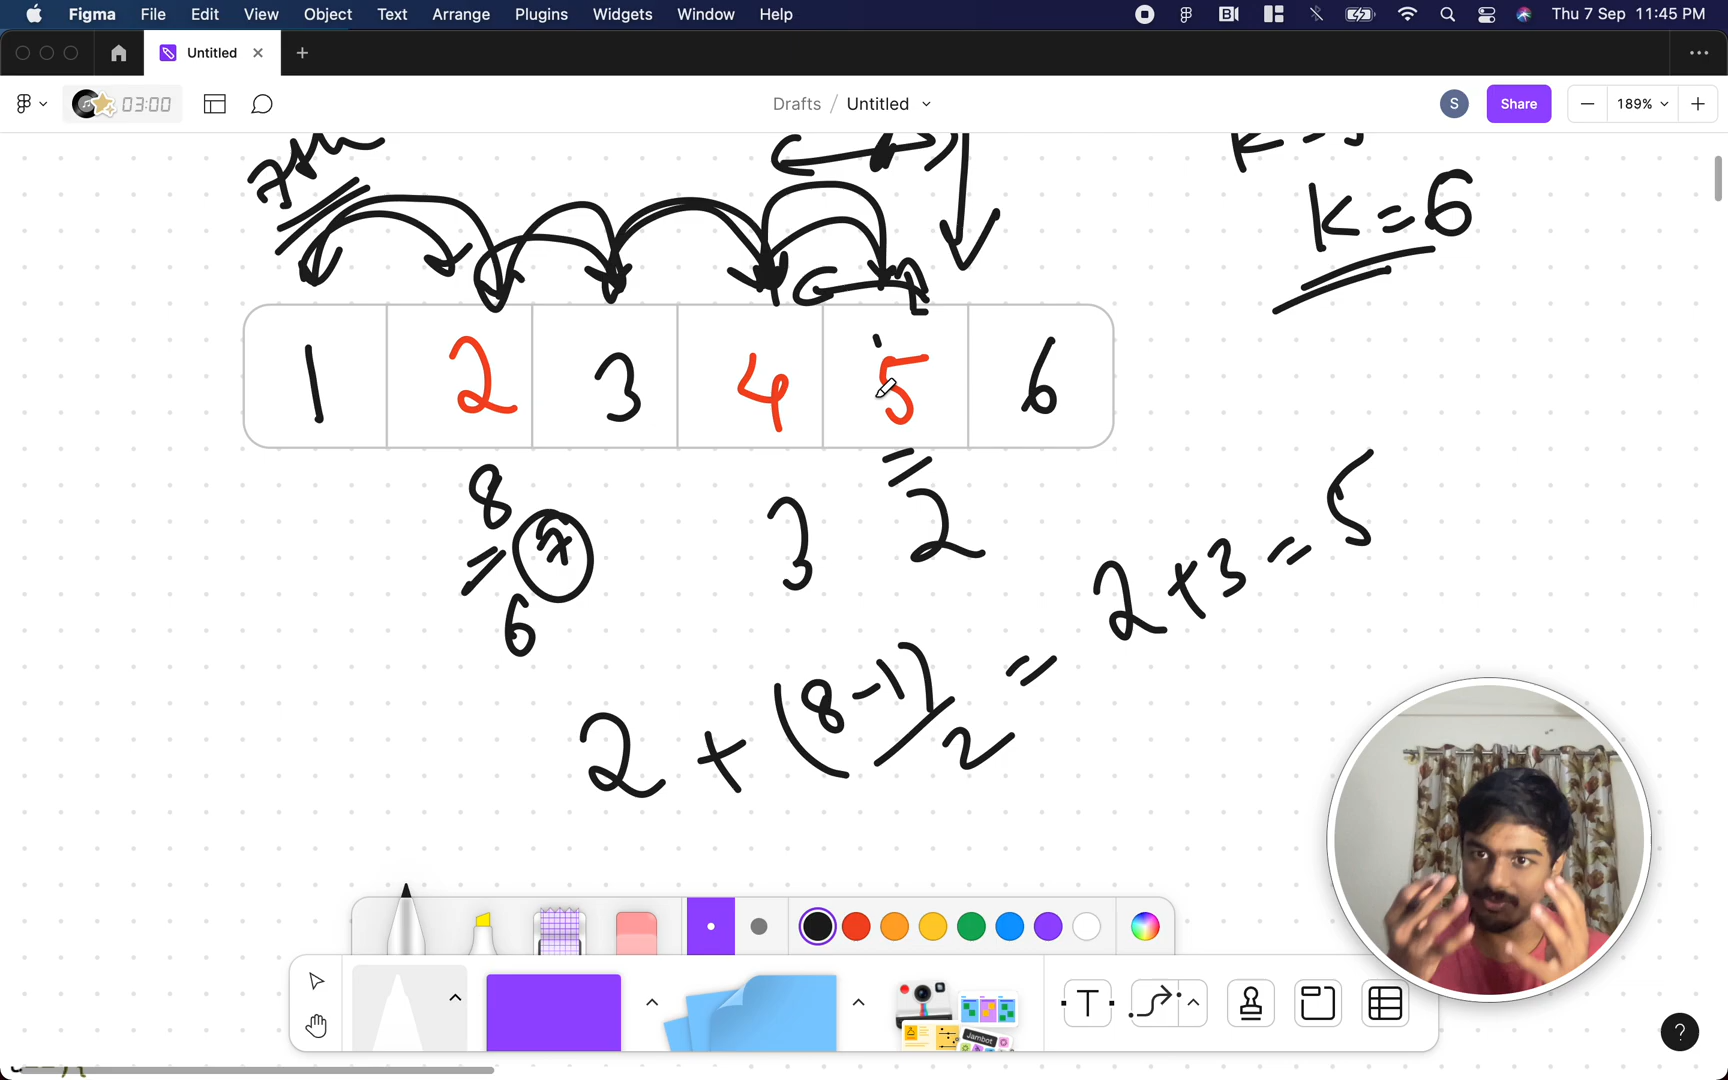 Figma File Edit View Object Text Arrange Plugins Widgets Window Help Thu 7 Sep 11:45 PM
Untitled
03:00 Drafts / Untitled S Share 189%
7th
K = 6
1 2 3 4 5 6
8
7
6
3 2
2 + 3 = 5
2 + (8 - 1)/2 =
T
Jambot
?